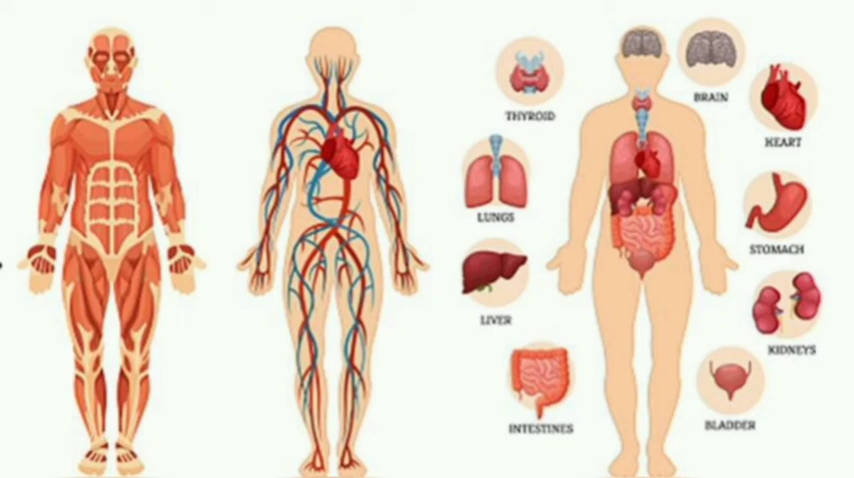 THYROID
BRAIN
HEART
LUNGS
STOMACH
LIVER
KIDNEYS
INTESTINES
BLADDER